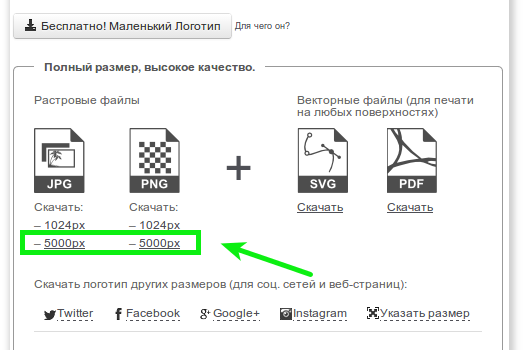 Бесплатно! Маленький Логотип Для чего он?
Полный размер, высокое качество.
Растровые файлы
Векторные файлы (для печати
на любых поверхностях)
JPG PNG + SVG PDF
Скачать: Скачать: Скачать Скачать
– 1024px – 1024px
– 5000px – 5000px
Скачать логотип других размеров (для соц. сетей и веб-страниц):
Twitter Facebook Google+ Instagram Указать размер